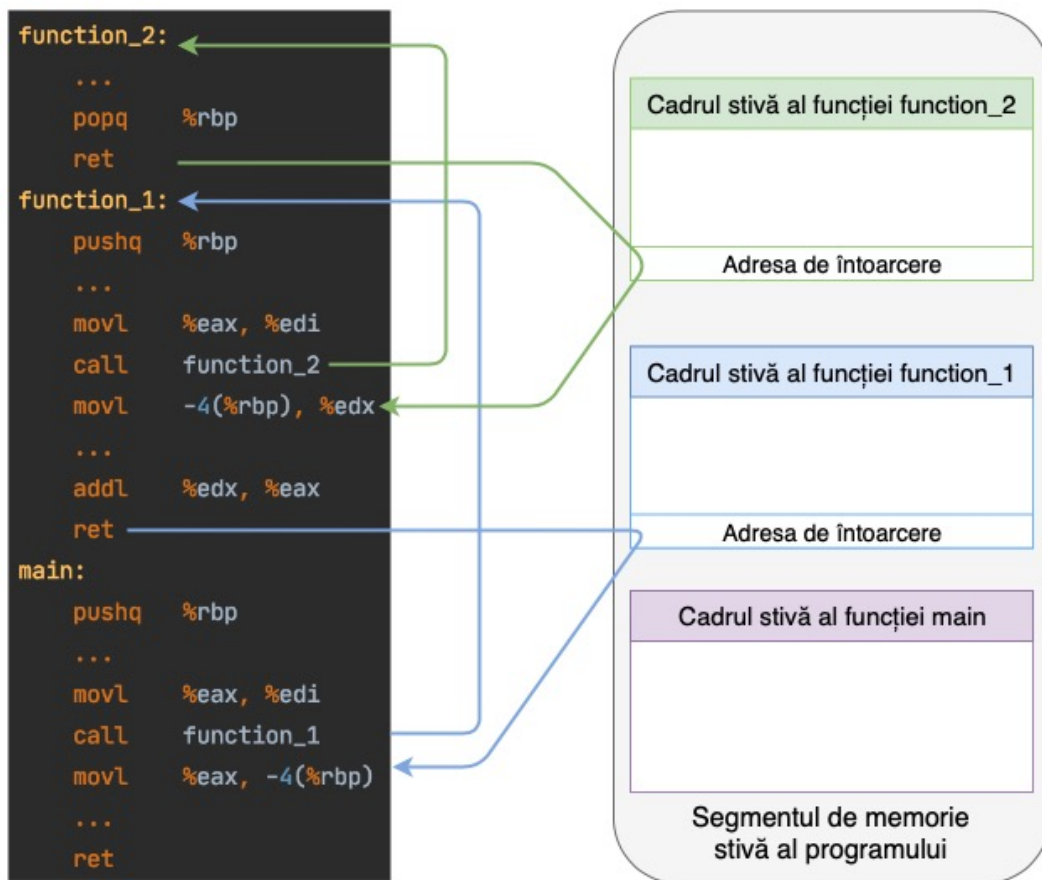 function_2:
...
popq %rbp
ret
function_1:
pushq %rbp
...
movl %eax, %edi
call function_2
movl -4(%rbp), %edx
...
addl %edx, %eax
ret
main:
pushq %rbp
...
movl %eax, %edi
call function_1
movl %eax, -4(%rbp)
...
ret
Cadrul stivă al funcției function_2
Adresa de întoarcere
Cadrul stivă al funcției function_1
Adresa de întoarcere
Cadrul stivă al funcției main
Segmentul de memorie
stivă al programului